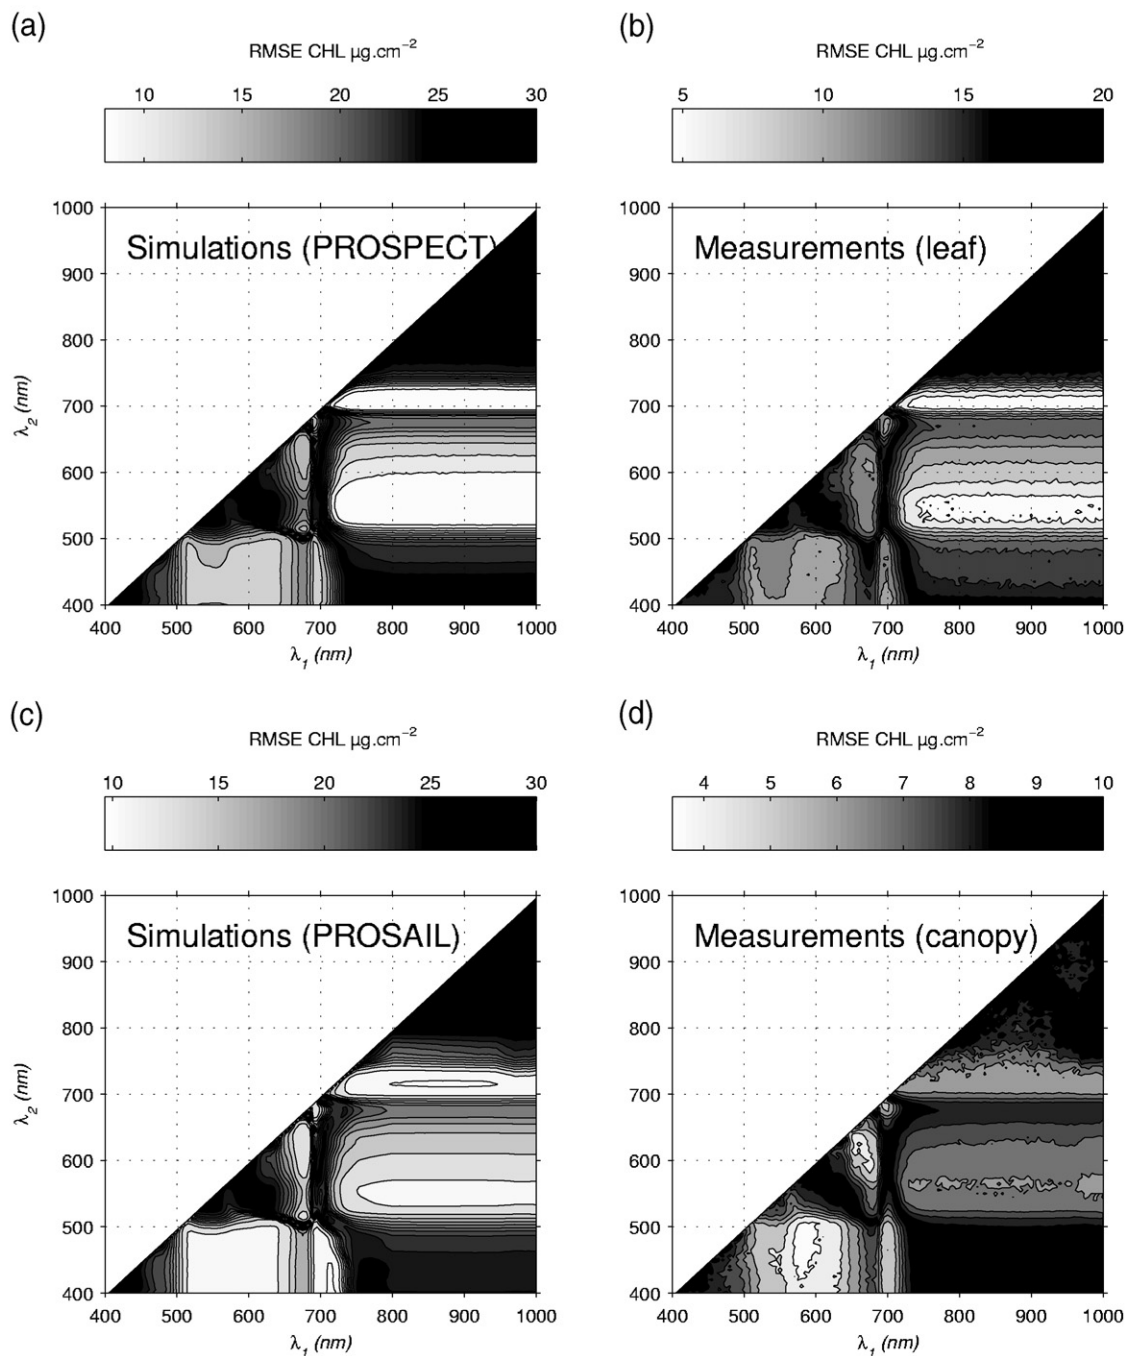 (a)
RMSE CHL µg.cm⁻²
10 15 20 25 30
1000
900
800
700
600
500
400
λ₂ (nm)
Simulations (PROSPECT)
400 500 600 700 800 900 1000
λ₁ (nm)
(b)
RMSE CHL µg.cm⁻²
5 10 15 20
1000
900
800
700
600
500
400
Measurements (leaf)
400 500 600 700 800 900 1000
λ₁ (nm)
(c)
RMSE CHL µg.cm⁻²
10 15 20 25 30
1000
900
800
700
600
500
400
λ₂ (nm)
Simulations (PROSAIL)
400 500 600 700 800 900 1000
λ₁ (nm)
(d)
RMSE CHL µg.cm⁻²
4 5 6 7 8 9 10
1000
900
800
700
600
500
400
Measurements (canopy)
400 500 600 700 800 900 1000
λ₁ (nm)